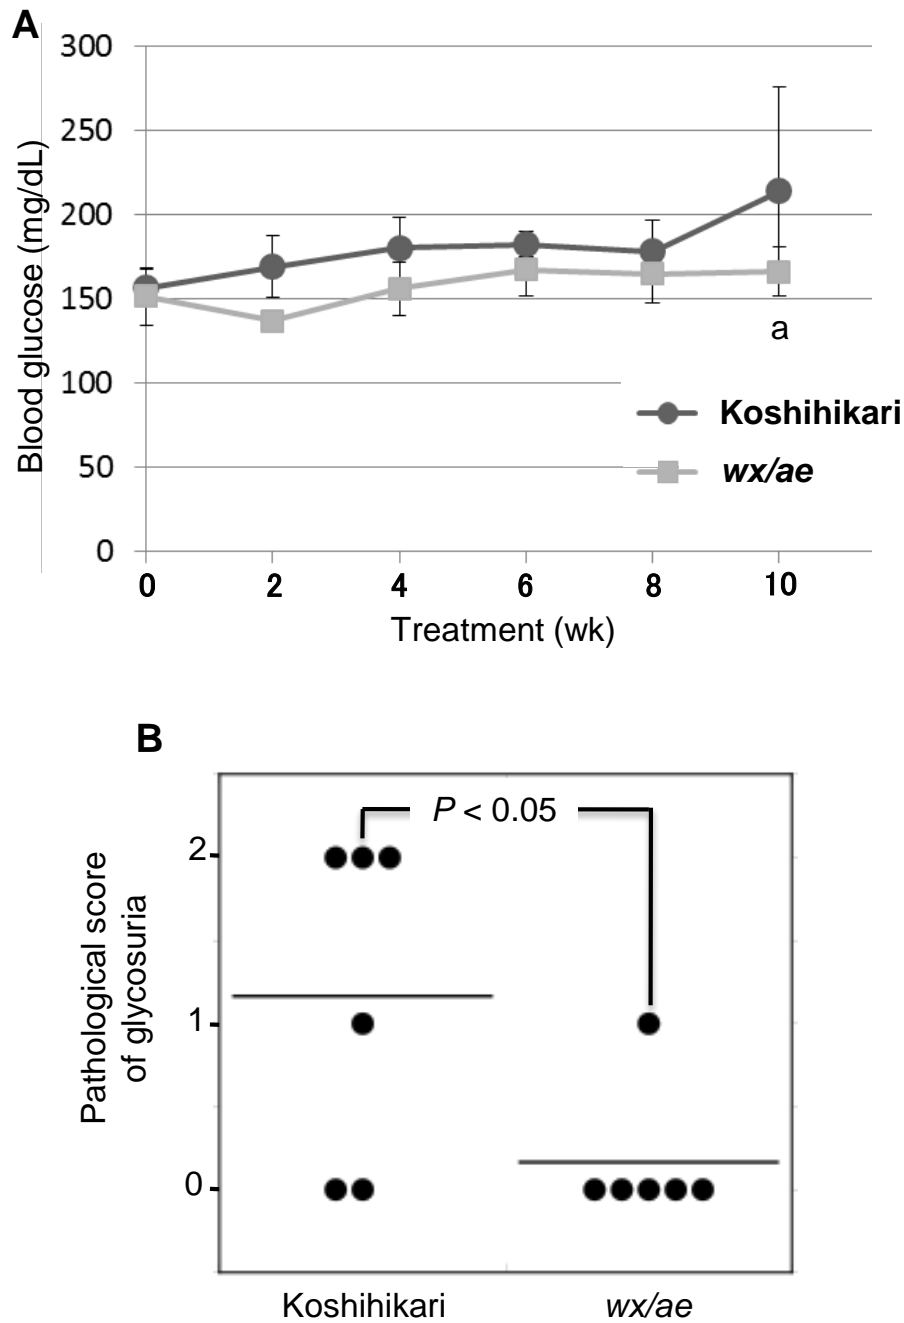 A
300
250
200
150
100
50
0
Blood glucose (mg/dL)
a
Koshihikari
wx/ae
0 2 4 6 8 10
Treatment (wk)
B
P < 0.05
2
1
0
Pathological score
of glycosuria
Koshihikari wx/ae